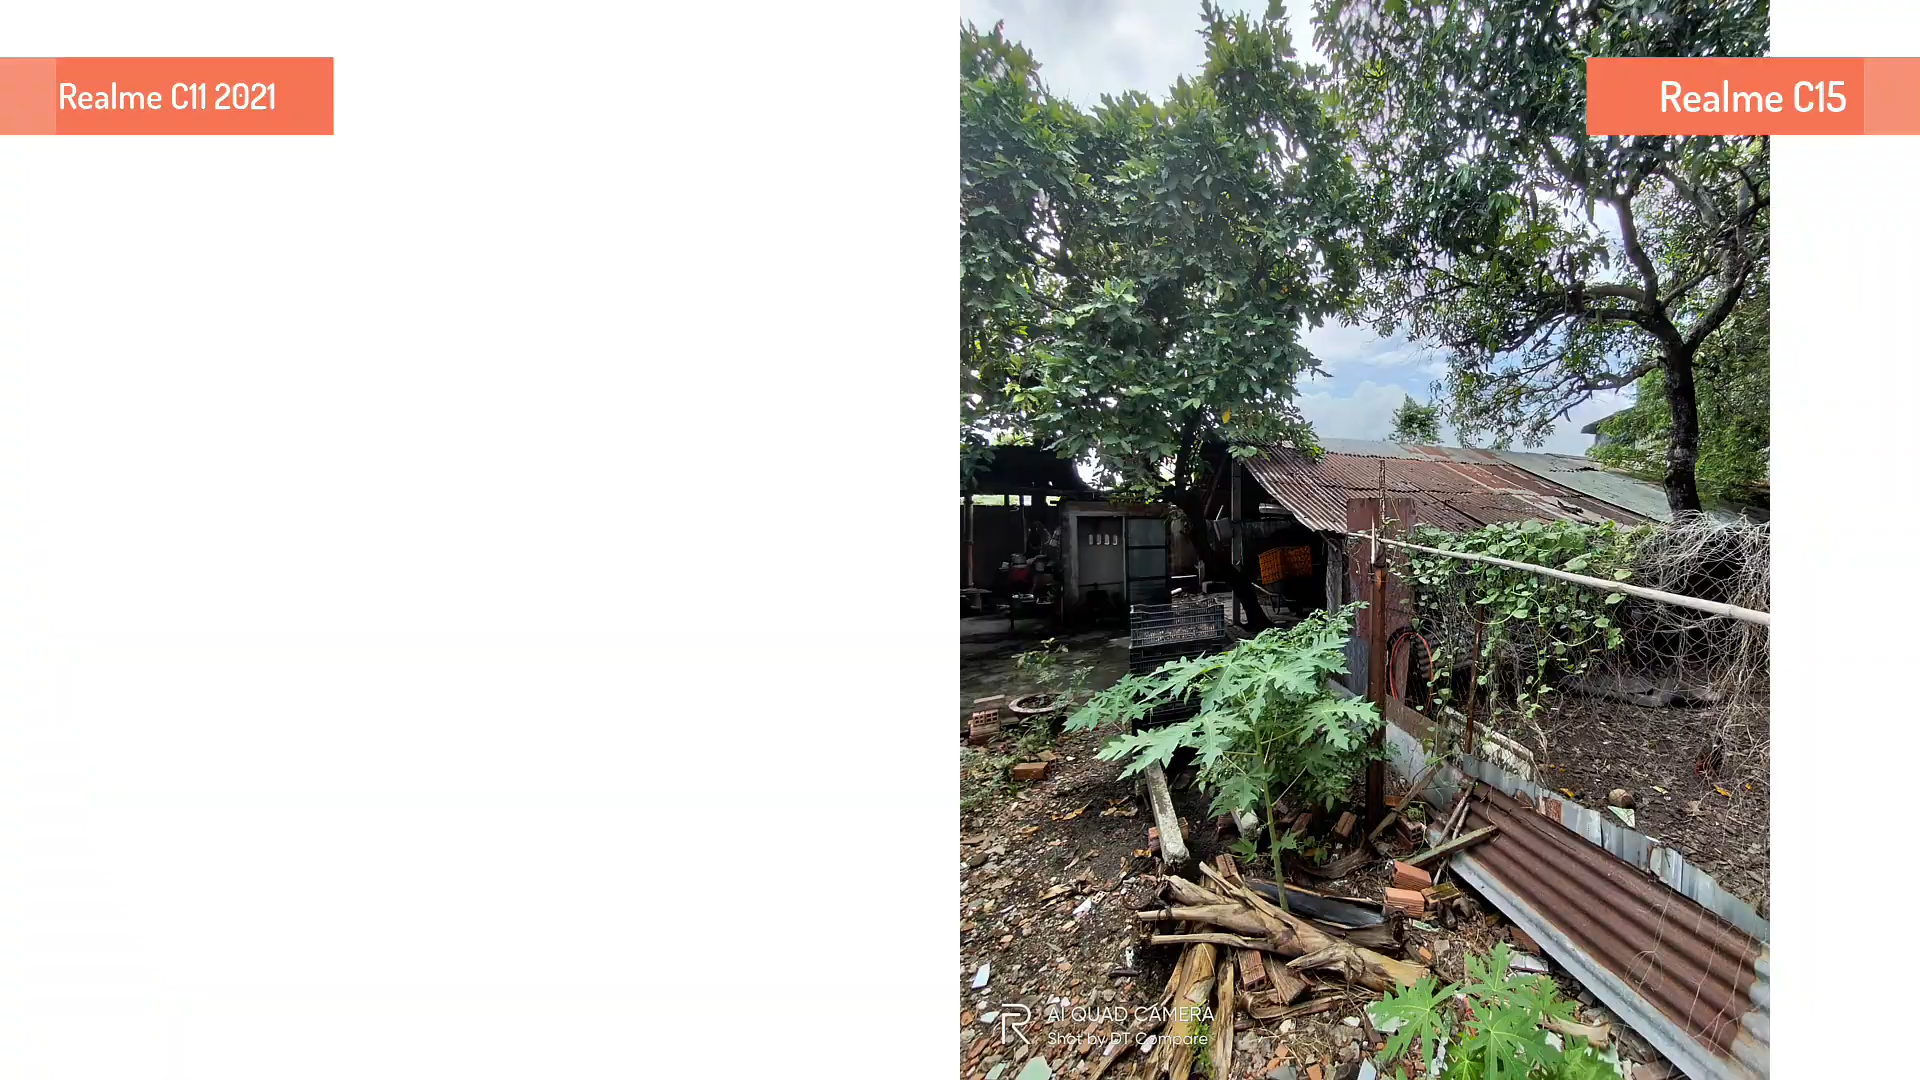 Realme C11 2021
Realme C15
AI QUAD CAMERA
Shot by DT Compare